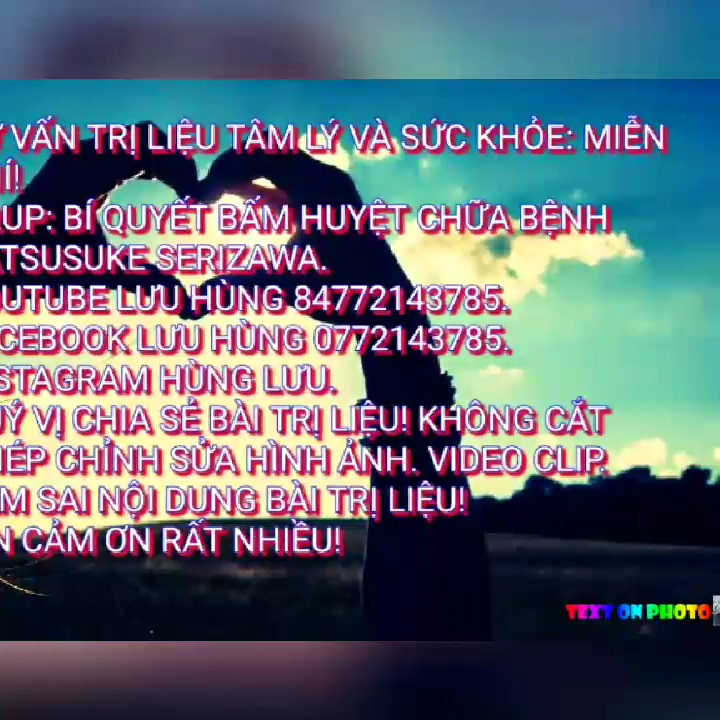 VẤN TRỊ LIỆU TÂM LÝ VÀ SỨC KHỎE: MIỄN
Í!
UP: BÍ QUYẾT BẤM HUYỆT CHỮA BỆNH
TSUSUKE SERIZAWA.
UTUBE LƯU HÙNG 84772143785.
CEBOOK LƯU HÙNG 0772143785.
STAGRAM HÙNG LƯU.
UÝ VỊ CHIA SẺ BÀI TRỊ LIỆU! KHÔNG CẮT
HÉP CHỈNH SỬA HÌNH ẢNH. VIDEO CLIP.
M SAI NỘI DUNG BÀI TRỊ LIỆU!
N CẢM ƠN RẤT NHIỀU!
TEXT ON PHOTO